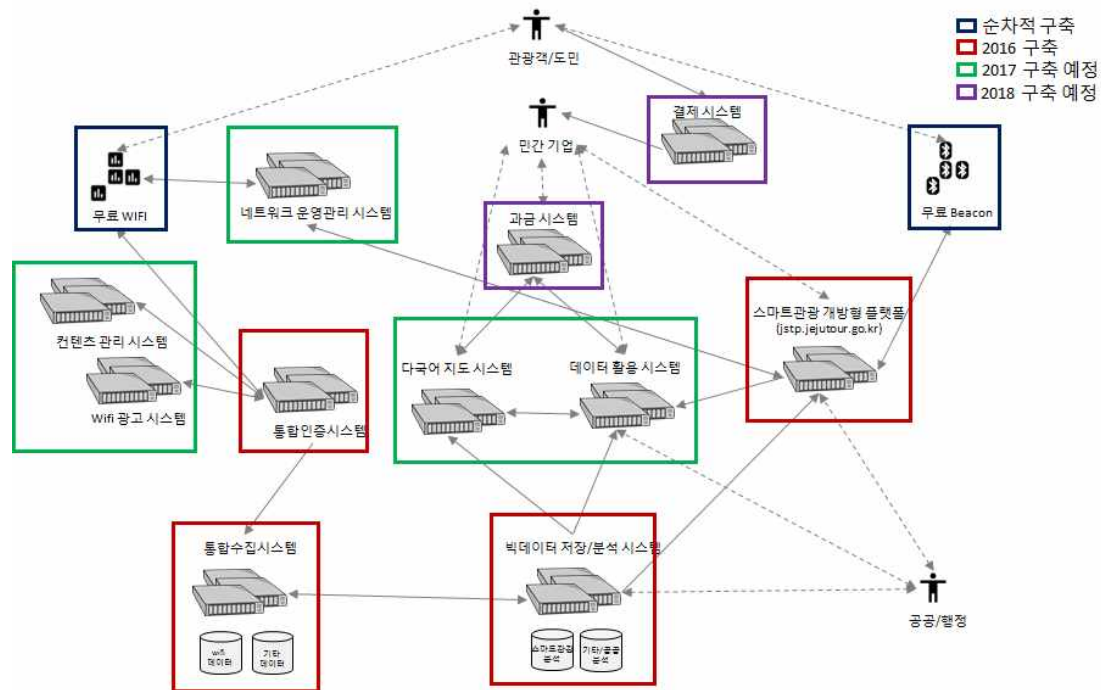 관광객/도민
순차적 구축
2016 구축
2017 구축 예정
2018 구축 예정
결제 시스템
민간 기업
무료 WIFI
네트워크 운영관리 시스템
과금 시스템
무료 Beacon
스마트관광 개방형 플랫폼
(jstp.jejutour.go.kr)
컨텐츠 관리 시스템
다국어 지도 시스템
데이터 활용 시스템
Wifi 광고 시스템
통합인증시스템
통합수집시스템
빅데이터 저장/분석 시스템
공공/행정
wifi
데이터
기타
데이터
스마트관광
분석
기타/공공
분석